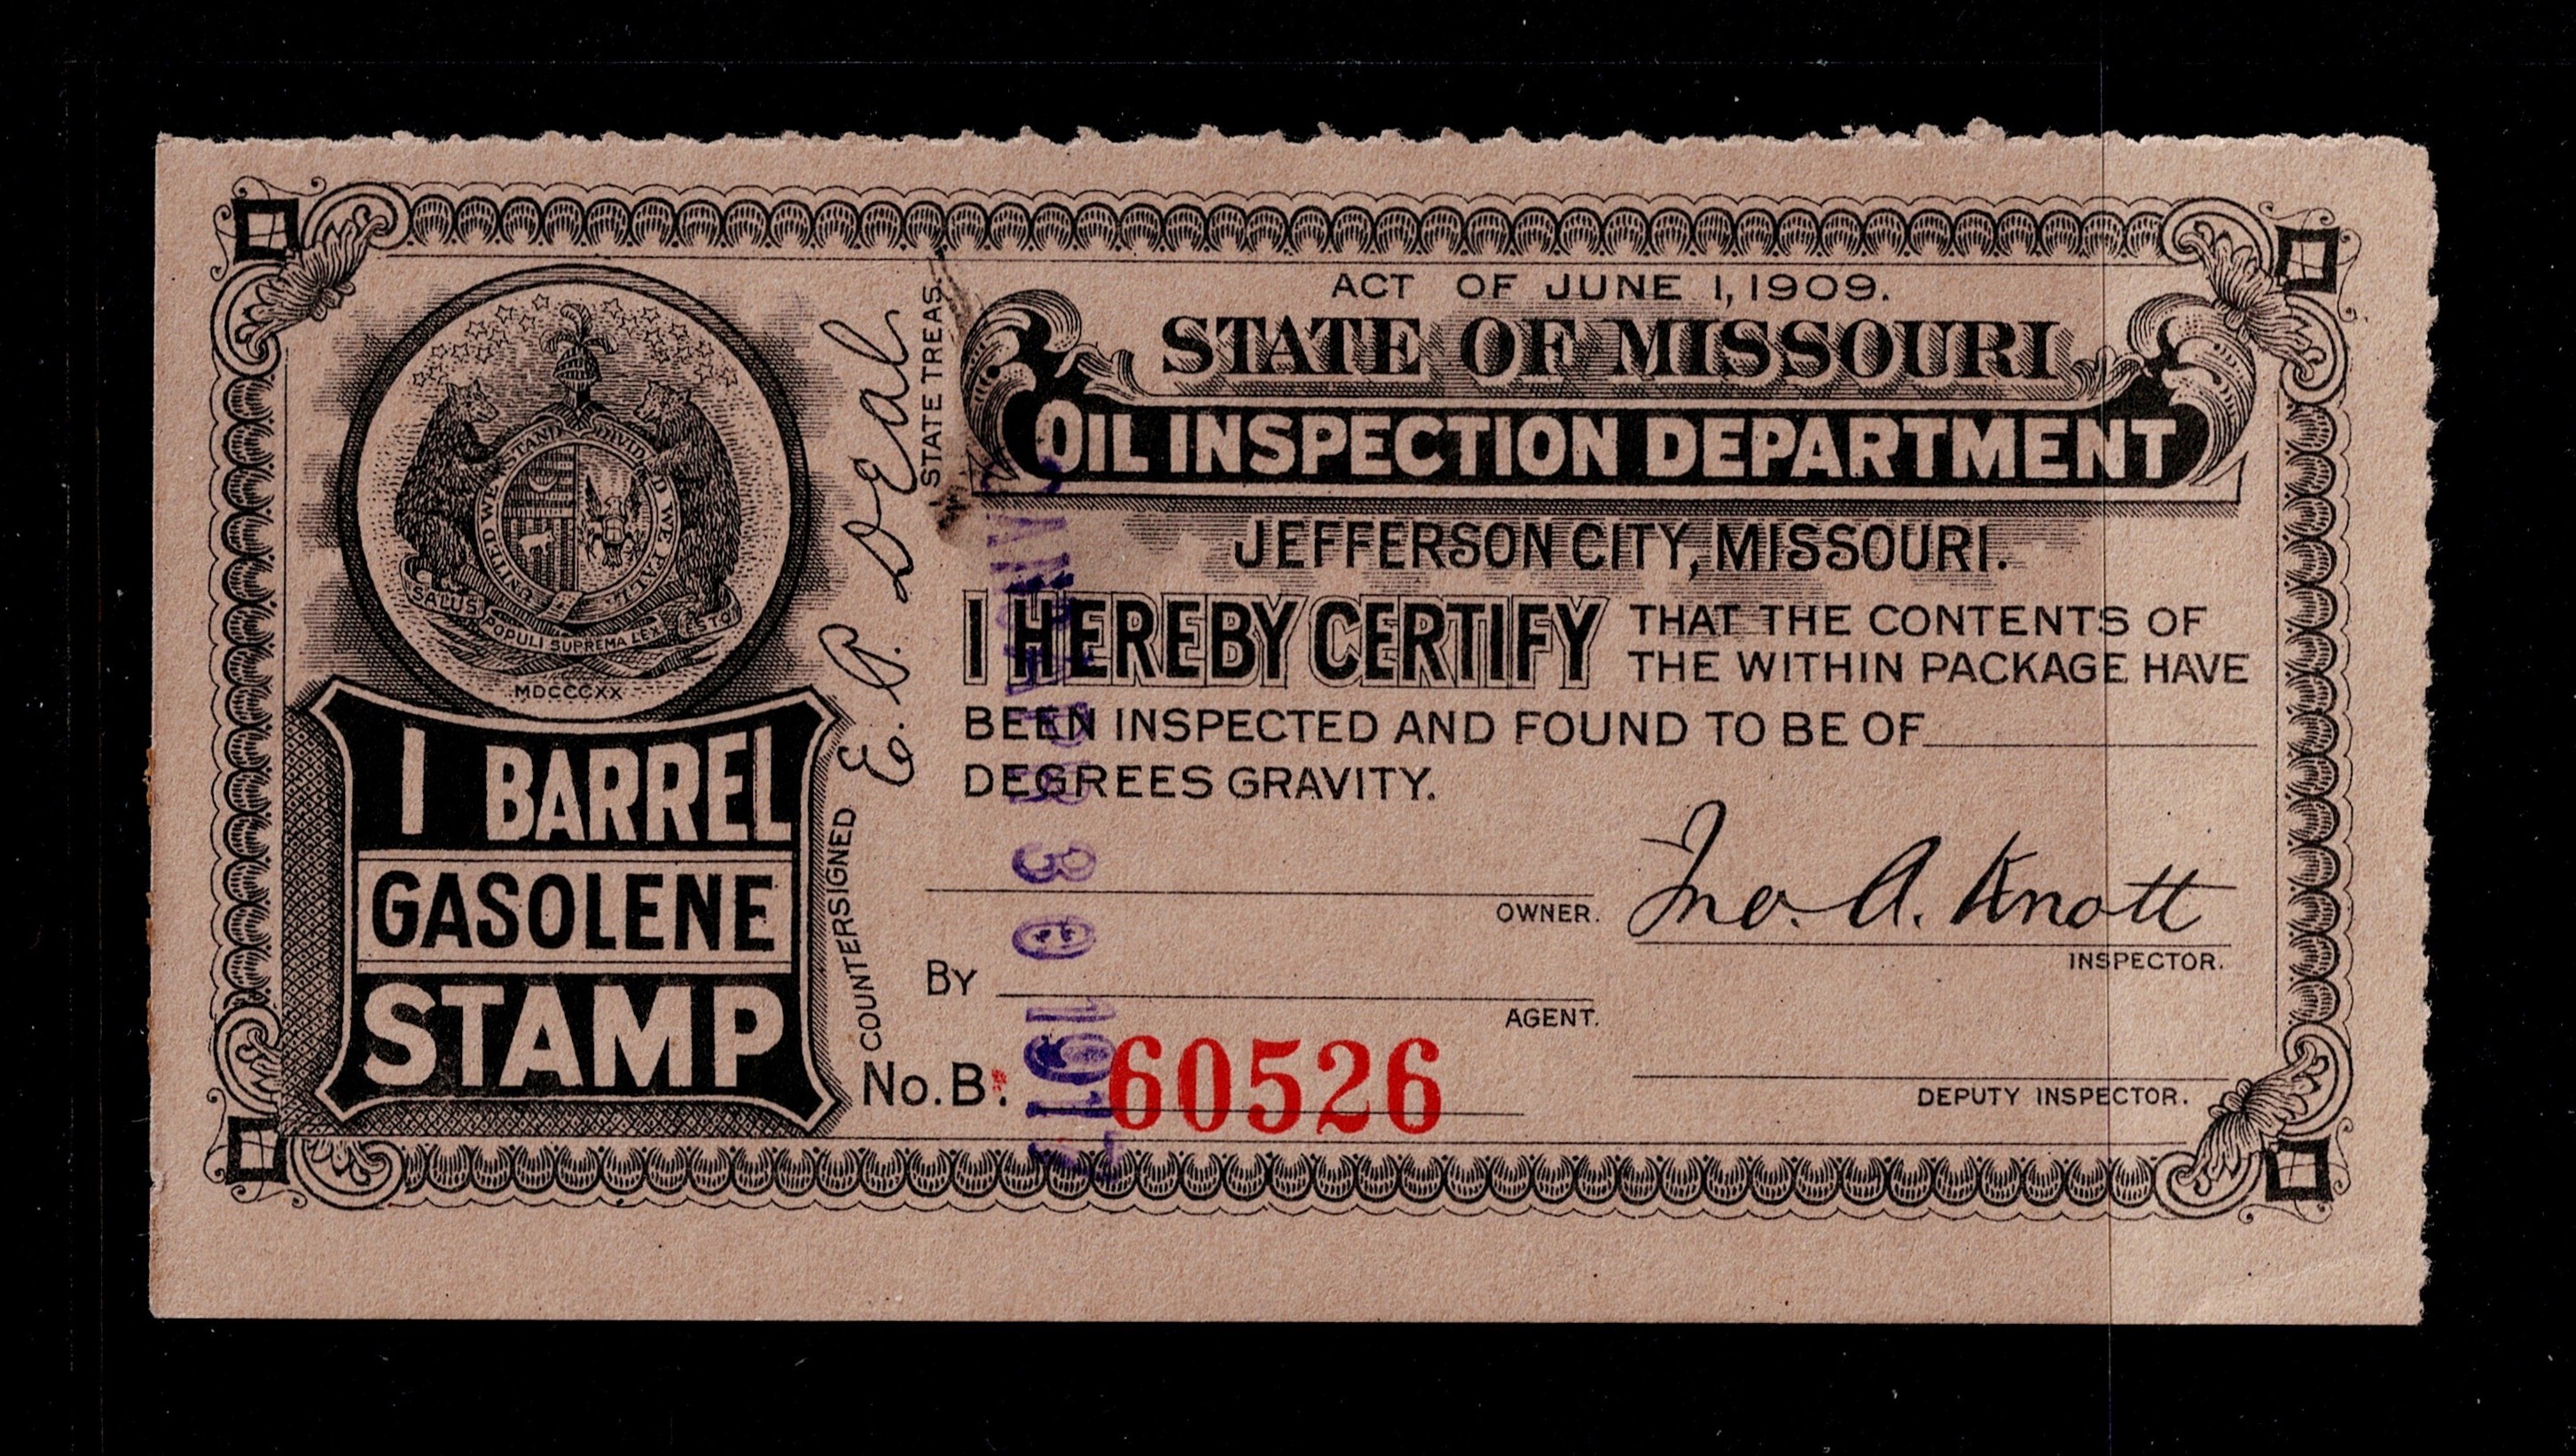 ACT OF JUNE 1, 1909.
STATE OF MISSOURI
OIL INSPECTION DEPARTMENT
JEFFERSON CITY, MISSOURI.
I HEREBY CERTIFY THAT THE CONTENTS OF
THE WITHIN PACKAGE HAVE
BEEN INSPECTED AND FOUND TO BE OF
DEGREES GRAVITY.
OWNER.
Jno. A. Knott
INSPECTOR.
By
AGENT.
No. B. 60526
DEPUTY INSPECTOR.
COUNTERSIGNED E. P. Deal STATE TREAS.
UNITED WE STAND DIVIDED WE FALL
SALUS POPULI SUPREMA LEX ESTO
MDCCCXX
1 BARREL
GASOLENE
STAMP
1917